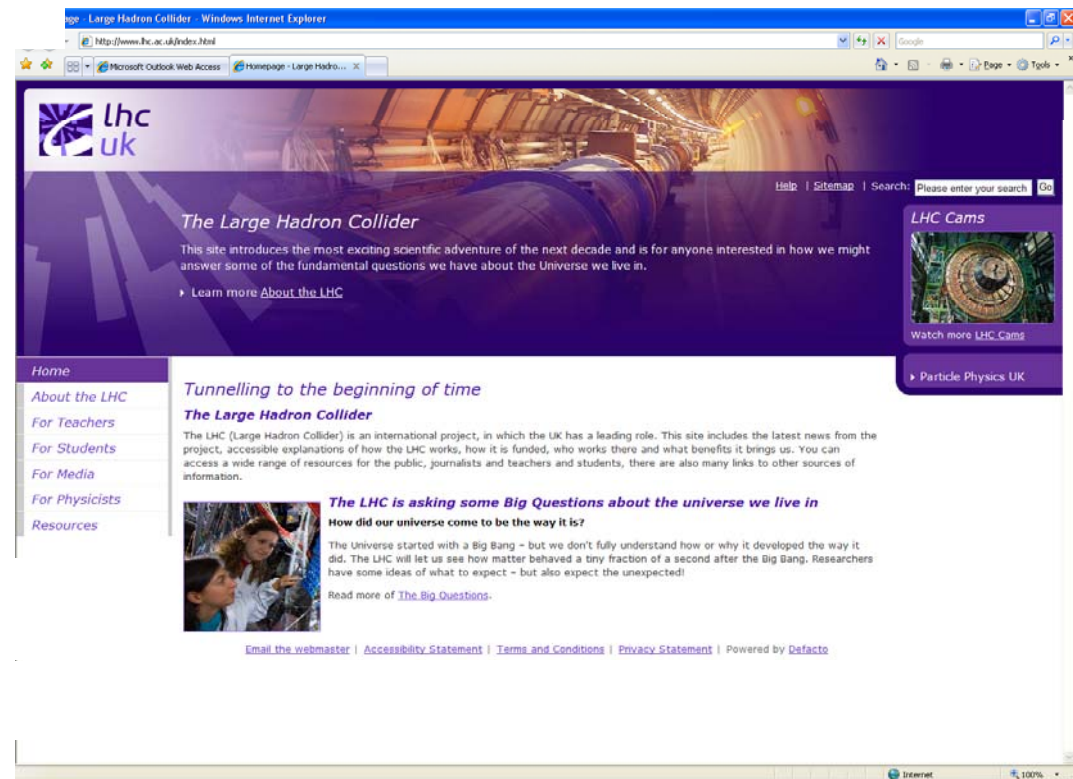 age - Large Hadron Collider - Windows Internet Explorer
http://www.lhc.ac.uk/index.html
Google
Microsoft Outlook Web Access
Homepage - Large Hadro...
Page
Tools
lhc
uk
Help | Sitemap | Search: Please enter your search Go
The Large Hadron Collider
This site introduces the most exciting scientific adventure of the next decade and is for anyone interested in how we might
answer some of the fundamental questions we have about the Universe we live in.
Learn more About the LHC
LHC Cams
Watch more LHC Cams
Particle Physics UK
Home
About the LHC
For Teachers
For Students
For Media
For Physicists
Resources
Tunnelling to the beginning of time
The Large Hadron Collider
The LHC (Large Hadron Collider) is an international project, in which the UK has a leading role. This site includes the latest news from the
project, accessible explanations of how the LHC works, how it is funded, who works there and what benefits it brings us. You can
access a wide range of resources for the public, journalists and teachers and students, there are also many links to other sources of
information.
The LHC is asking some Big Questions about the universe we live in
How did our universe come to be the way it is?
The Universe started with a Big Bang – but we don't fully understand how or why it developed the way it
did. The LHC will let us see how matter behaved a tiny fraction of a second after the Big Bang. Researchers
have some ideas of what to expect – but also expect the unexpected!
Read more of The Big Questions.
Email the webmaster | Accessibility Statement | Terms and Conditions | Privacy Statement | Powered by Defacto
Internet
100%